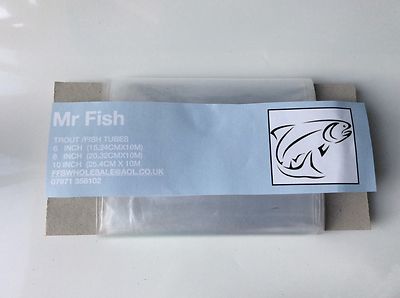 Mr Fish
TROUT /FISH TUBES
6 INCH (15.24CMX10M)
8 INCH (20.32CMX10M)
10 INCH (25.4CM X 10M
FFSWHOLESALE@AOL.CO.UK
07971 358102